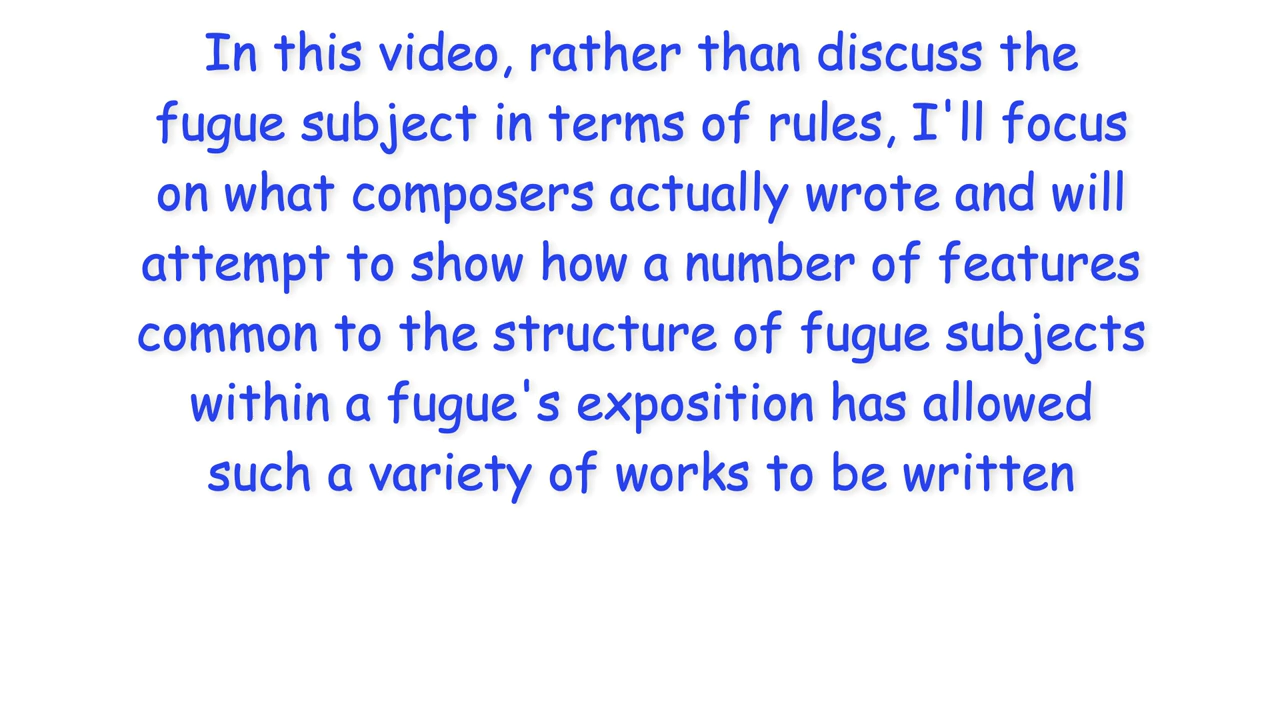 In this video, rather than discuss the
fugue subject in terms of rules, I'll focus
on what composers actually wrote and will
attempt to show how a number of features
common to the structure of fugue subjects
within a fugue's exposition has allowed
such a variety of works to be written